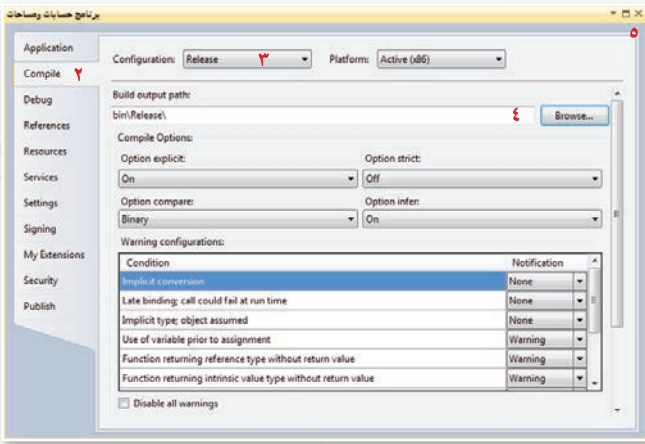 برنامج حسابات ومساحات
٥
Application
Compile ٢
Debug
References
Resources
Services
Settings
Signing
My Extensions
Security
Publish
Configuration: Release ٣ Platform: Active (x86)
Build output path:
bin\Release\ ٤ Browse...
Compile Options:
Option explicit: Option strict:
On Off
Option compare: Option infer:
Binary On
Warning configurations:
Condition Notification
Implicit conversion None
Late binding; call could fail at run time None
Implicit type; object assumed None
Use of variable prior to assignment Warning
Function returning reference type without return value Warning
Function returning intrinsic value type without return value Warning
Disable all warnings